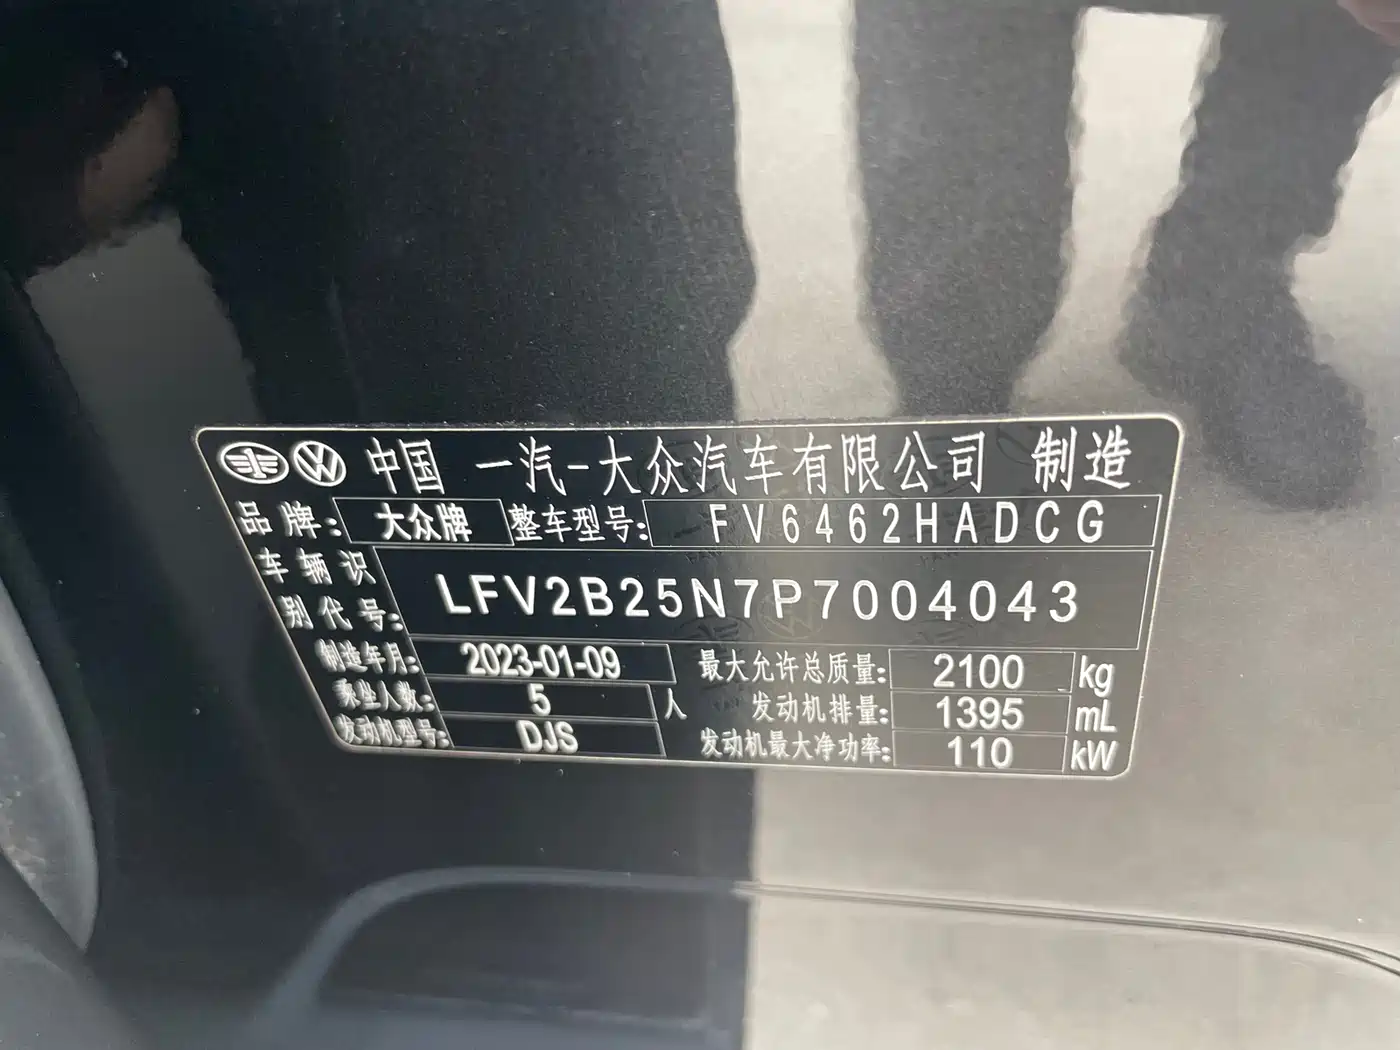 中国 一汽-大众汽车有限公司 制造
品牌: 大众牌 整车型号: FV6462HADCG
车辆识别代号: LFV2B25N7P7004043
制造年月: 2023-01-09 最大允许总质量: 2100 kg
乘坐人数: 5 人 发动机排量: 1395 mL
发动机型号: DJS 发动机最大净功率: 110 kW